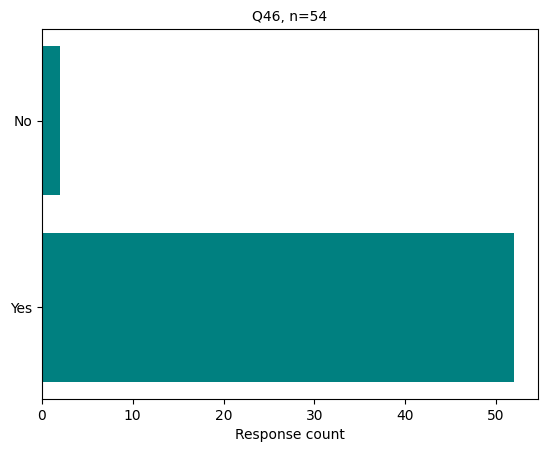 Q46, n=54
No
Yes
0 10 20 30 40 50
Response count